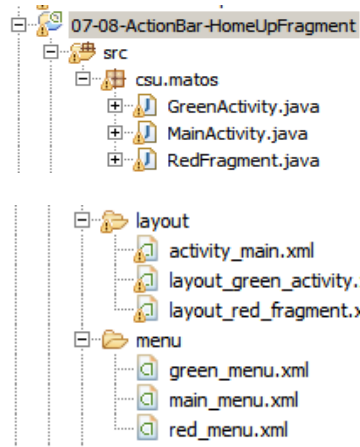 07-08-ActionBar-HomeUpFragment
src
csu.matos
GreenActivity.java
MainActivity.java
RedFragment.java
layout
activity_main.xml
layout_green_activity.
layout_red_fragment.x
menu
green_menu.xml
main_menu.xml
red_menu.xml